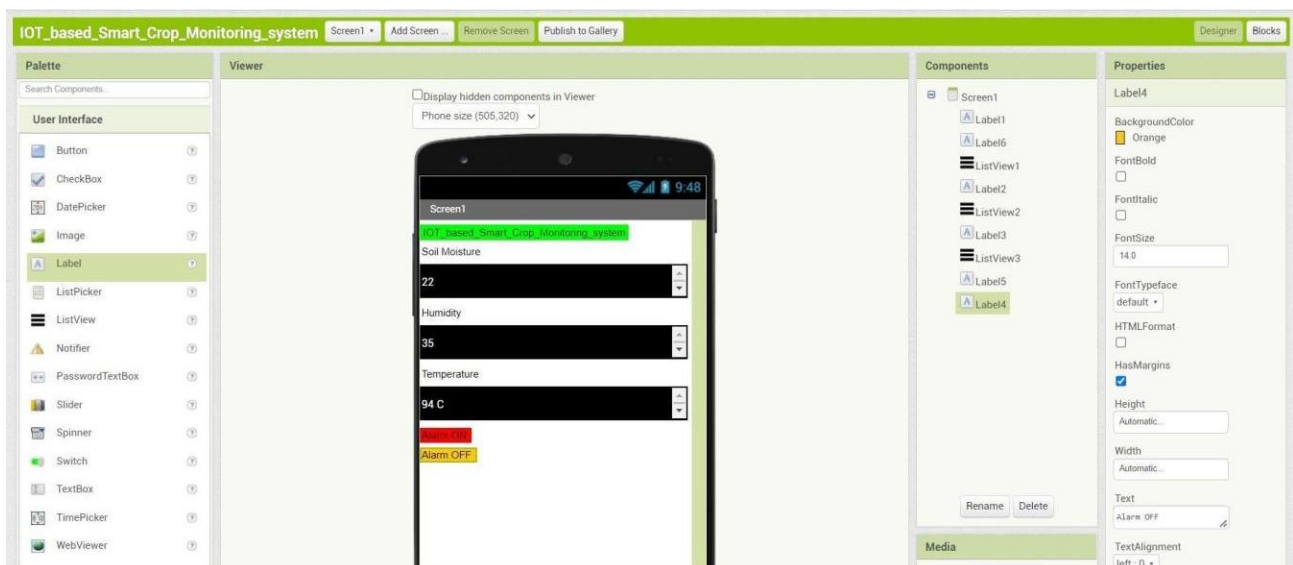 IOT_based_Smart_Crop_Monitoring_system Screen1 Add Screen ... Remove Screen Publish to Gallery Designer Blocks
Palette
Search Components...
User Interface
Button
CheckBox
DatePicker
Image
Label
ListPicker
ListView
Notifier
PasswordTextBox
Slider
Spinner
Switch
TextBox
TimePicker
WebViewer
Viewer
Display hidden components in Viewer
Phone size (505,320)
9:48
Screen1
IOT_based_Smart_Crop_Monitoring_system
Soil Moisture
22
Humidity
35
Temperature
94 C
Alarm ON
Alarm OFF
Components
Screen1
Label1
Label6
ListView1
Label2
ListView2
Label3
ListView3
Label5
Label4
Rename Delete
Media
Properties
Label4
BackgroundColor
Orange
FontBold
FontItalic
FontSize
14.0
FontTypeface
default
HTMLFormat
HasMargins
Height
Automatic...
Width
Automatic...
Text
Alarm OFF
TextAlignment
left : 0